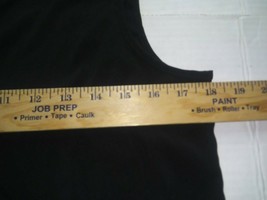 11 12 13 14 15 16 17 18 19
JOB PREP
• Primer • Tape • Caulk
PAINT
• Brush • Roller • Tray